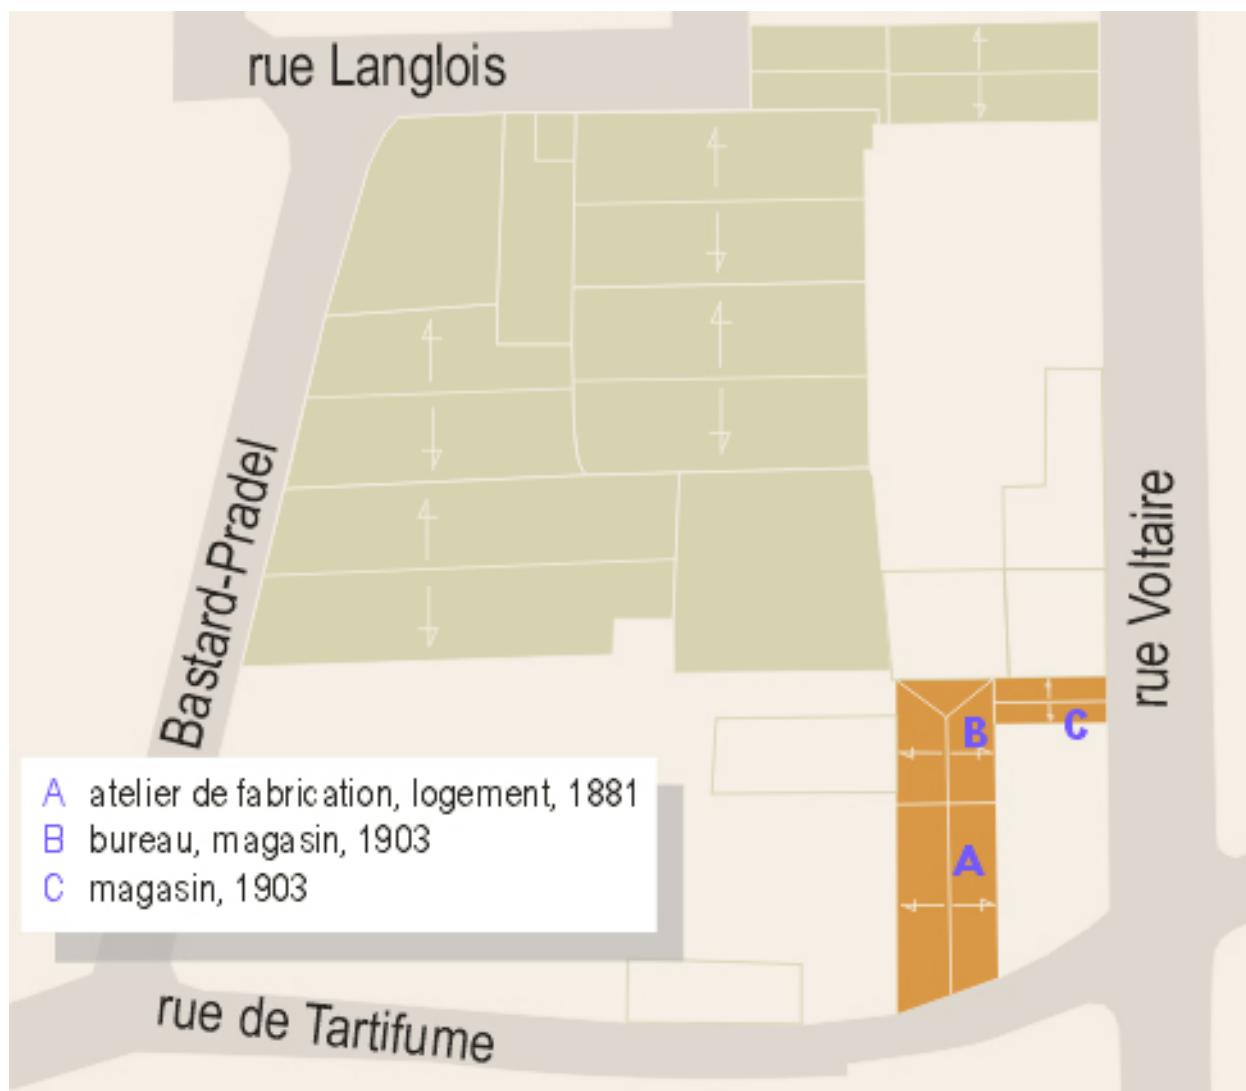 rue Langlois
Bastard-Pradel
rue Voltaire
B
C
A
A atelier de fabrication, logement, 1881
B bureau, magasin, 1903
C magasin, 1903
rue de Tartifume